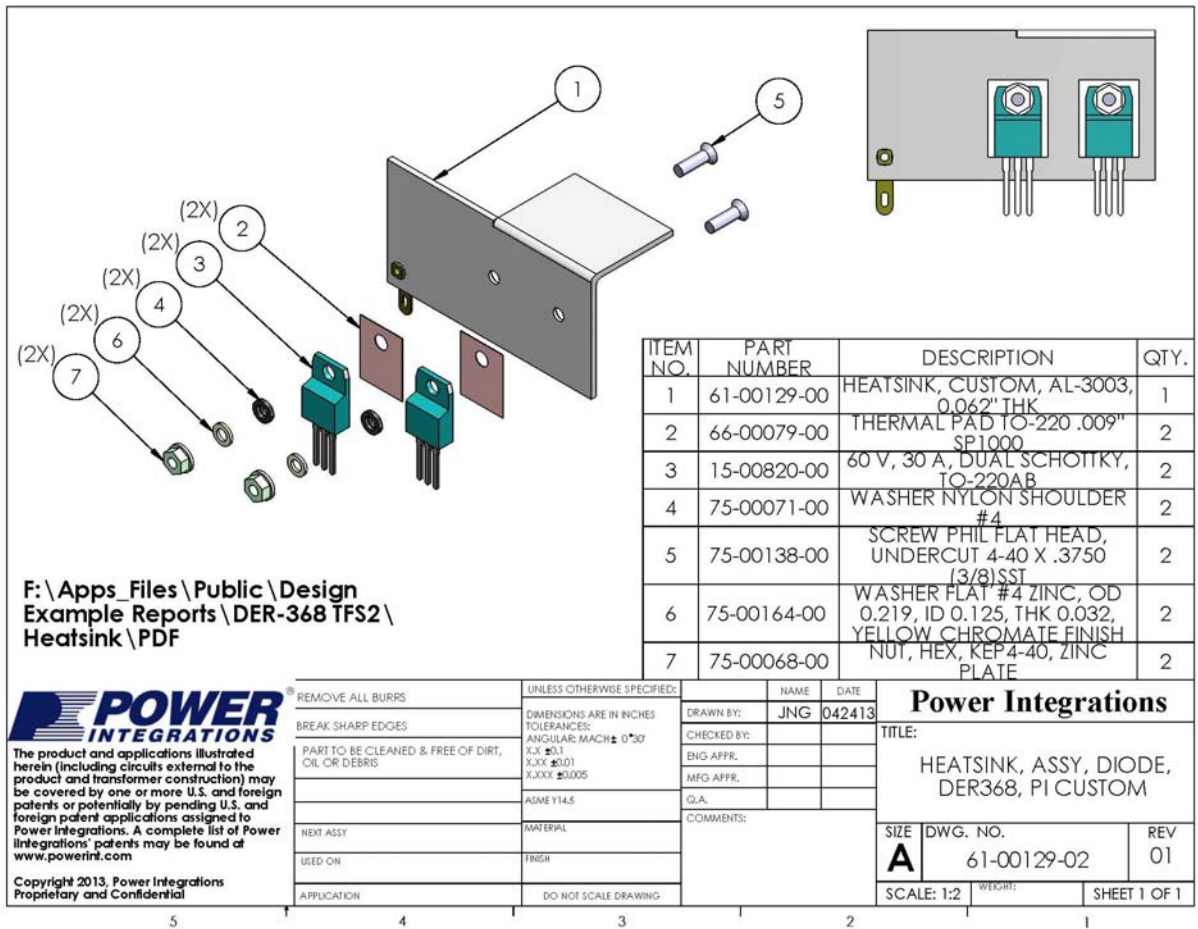 1
5
(2X)
2
(2X)
3
(2X)
4
(2X)
6
(2X)
7
ITEM NO.
PART NUMBER
DESCRIPTION
QTY.
1
61-00129-00
HEATSINK, CUSTOM, AL-3003,
0.062" THK
1
2
66-00079-00
THERMAL PAD TO-220 .009"
SP1000
2
3
15-00820-00
60 V, 30 A, DUAL SCHOTTKY,
TO-220AB
2
4
75-00071-00
WASHER NYLON SHOULDER
#4
2
5
75-00138-00
SCREW PHIL FLAT HEAD,
UNDERCUT 4-40 X .3750
(3/8)SST
2
6
75-00164-00
WASHER FLAT #4 ZINC, OD
0.219, ID 0.125, THK 0.032,
YELLOW CHROMATE FINISH
2
7
75-00068-00
NUT, HEX, KEP4-40, ZINC
PLATE
2
F:\Apps_Files\Public\Design
Example Reports\DER-368 TFS2\
Heatsink\PDF
POWER®
INTEGRATIONS
The product and applications illustrated
herein (including circuits external to the
product and transformer construction) may
be covered by one or more U.S. and foreign
patents or potentially by pending U.S. and
foreign patent applications assigned to
Power Integrations. A complete list of Power
iIntegrations' patents may be found at
www.powerint.com
Copyright 2013, Power Integrations
Proprietary and Confidential
REMOVE ALL BURRS
BREAK SHARP EDGES
PART TO BE CLEANED & FREE OF DIRT,
OIL OR DEBRIS
NEXT ASSY
USED ON
APPLICATION
UNLESS OTHERWISE SPECIFIED:
DIMENSIONS ARE IN INCHES
TOLERANCES:
ANGULAR: MACH± 0°30'
X.X ±0.1
X.XX ±0.01
X.XXX ±0.005
ASME Y14.5
MATERIAL
FINISH
DO NOT SCALE DRAWING
NAME
DATE
DRAWN BY:
JNG
042413
CHECKED BY:
ENG APPR.
MFG APPR.
Q.A.
COMMENTS:
Power Integrations
TITLE:
HEATSINK, ASSY, DIODE,
DER368, PI CUSTOM
SIZE
A
DWG. NO.
61-00129-02
REV
01
SCALE: 1:2
WEIGHT:
SHEET 1 OF 1
5
4
3
2
1